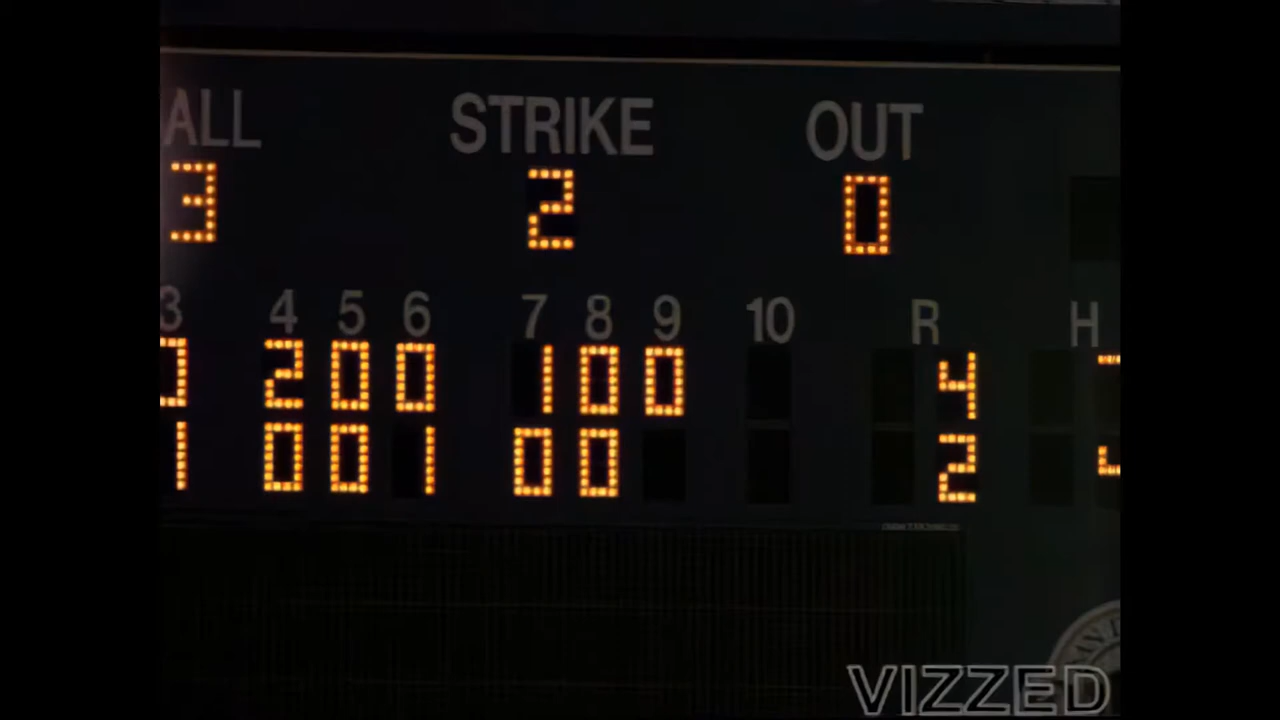 ALL STRIKE OUT
3 2 0
3 4 5 6 7 8 9 10 R H
0 2 0 0 1 0 0 4
1 0 0 1 0 0 2
VIZZED